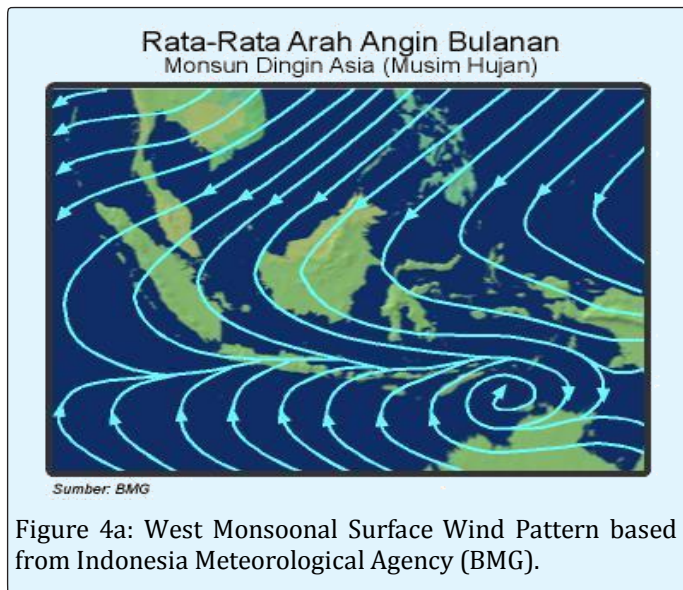 Rata-Rata Arah Angin Bulanan
Monsun Dingin Asia (Musim Hujan)
Sumber: BMG
Figure 4a: West Monsoonal Surface Wind Pattern based
from Indonesia Meteorological Agency (BMG).